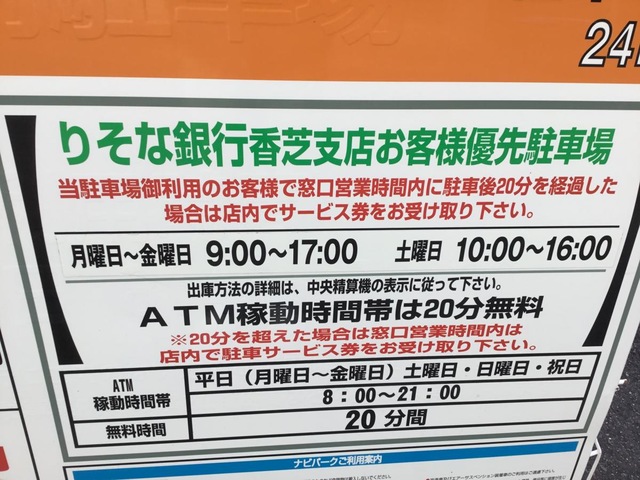 24
りそな銀行香芝支店お客様優先駐車場
当駐車場御利用のお客様で窓口営業時間内に駐車後20分を経過した
場合は店内でサービス券をお受け取り下さい。
月曜日～金曜日 9:00～17:00 土曜日 10:00～16:00
出庫方法の詳細は、中央精算機の表示に従って下さい。
ATM稼動時間帯は20分無料
※20分を超えた場合は窓口営業時間内は
店内で駐車サービス券をお受け取り下さい。
ATM
稼動時間帯
平日（月曜日～金曜日）土曜日・日曜日・祝日
8：00～21：00
無料時間
20分間
ナビパークご利用案内